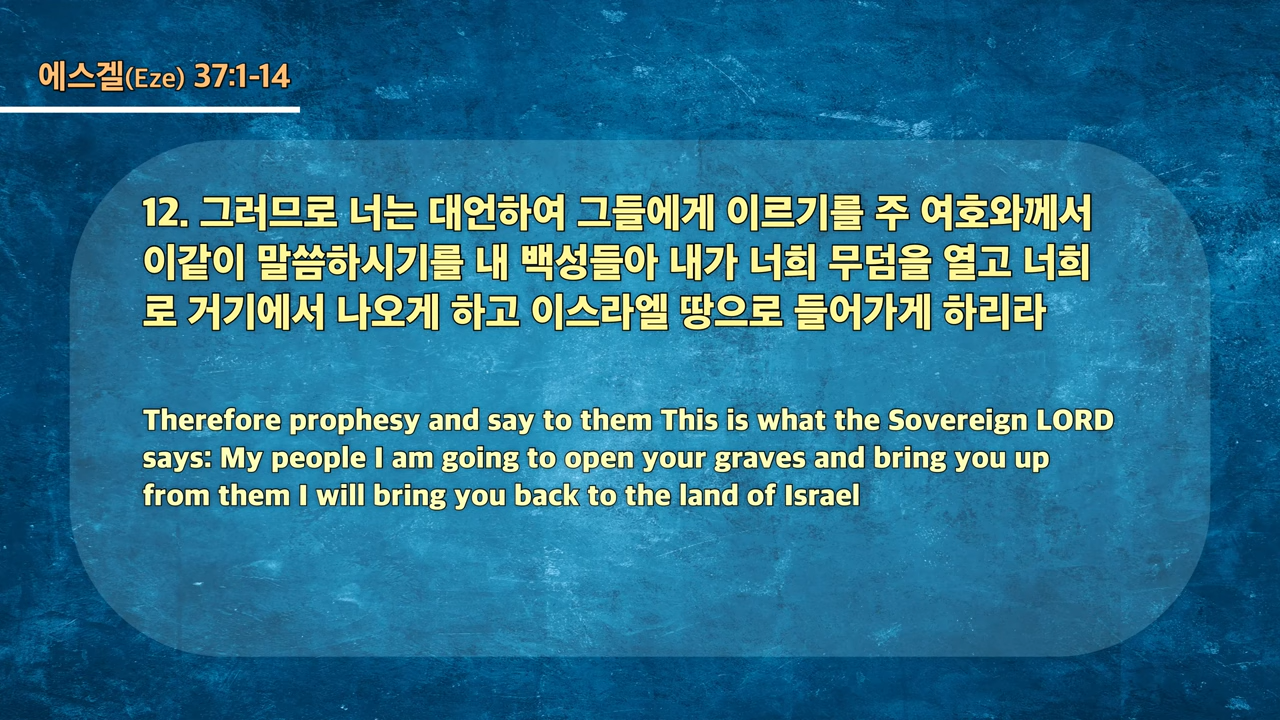 에스겔(Eze) 37:1-14
12. 그러므로 너는 대언하여 그들에게 이르기를 주 여호와께서
이같이 말씀하시기를 내 백성들아 내가 너희 무덤을 열고 너희
로 거기에서 나오게 하고 이스라엘 땅으로 들어가게 하리라
Therefore prophesy and say to them This is what the Sovereign LORD
says: My people I am going to open your graves and bring you up
from them I will bring you back to the land of Israel